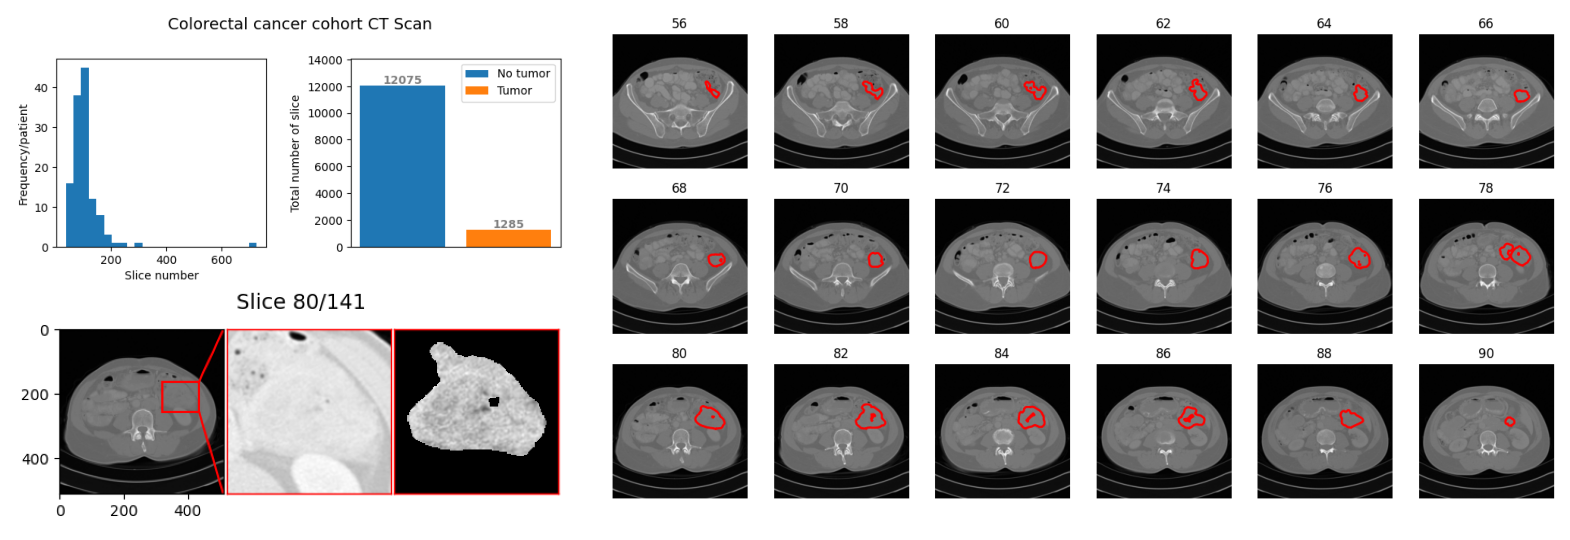 Colorectal cancer cohort CT Scan
40
30
20
10
0
Frequency/patient
200 400 600
Slice number
14000
12000
10000
8000
6000
4000
2000
0
Total number of slice
12075
1285
No tumor
Tumor
Slice 80/141
0
200
400
0 200 400
56 58 60 62 64 66
68 70 72 74 76 78
80 82 84 86 88 90